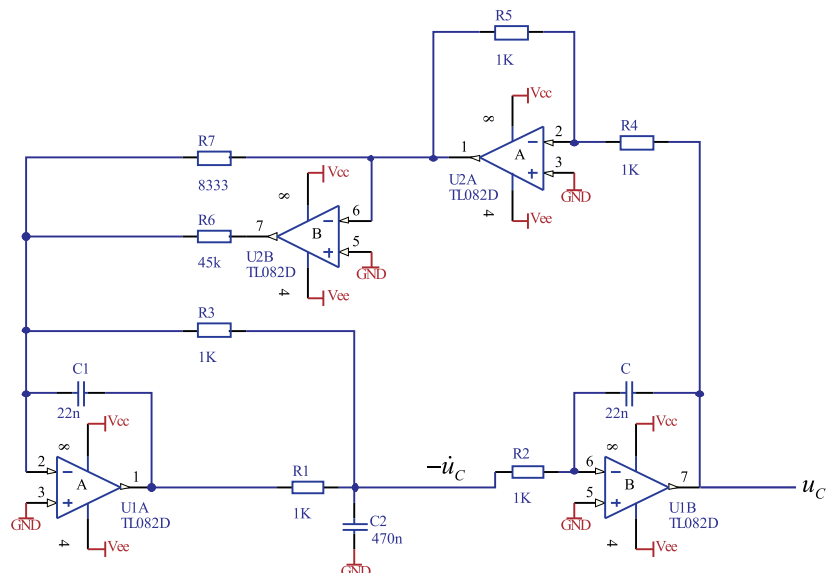 R5
1K
Vcc
∞
1
A
2
3
U2A
TL082D
GND
4
Vee
R4
1K
R7
8333
Vcc
∞
7
B
6
5
U2B
TL082D
GND
4
Vee
R6
45k
R3
1K
C1
22n
Vcc
∞
2
A
1
3
GND
U1A
TL082D
4
Vee
R1
1K
C2
470n
GND
−u̇C
R2
1K
C
22n
Vcc
∞
6
B
7
5
GND
U1B
TL082D
4
Vee
uC